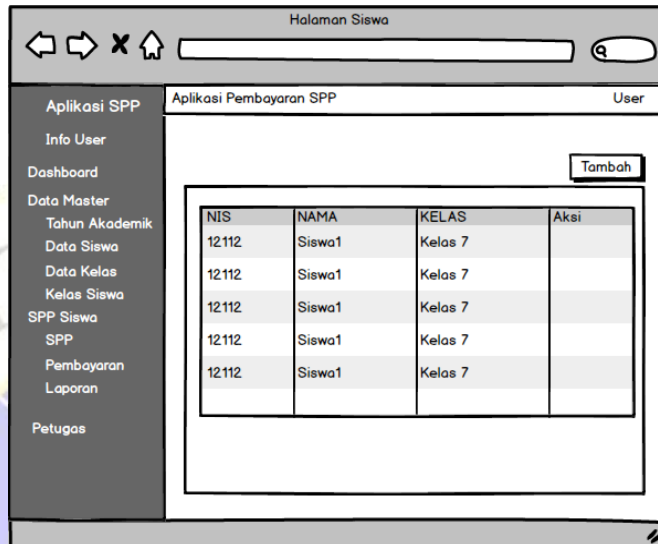 Halaman Siswa
Aplikasi SPP
Info User
Dashboard
Data Master
Tahun Akademik
Data Siswa
Data Kelas
Kelas Siswa
SPP Siswa
SPP
Pembayaran
Laporan
Petugas
Aplikasi Pembayaran SPP User
Tambah
NIS NAMA KELAS Aksi
12112 Siswa1 Kelas 7
12112 Siswa1 Kelas 7
12112 Siswa1 Kelas 7
12112 Siswa1 Kelas 7
12112 Siswa1 Kelas 7